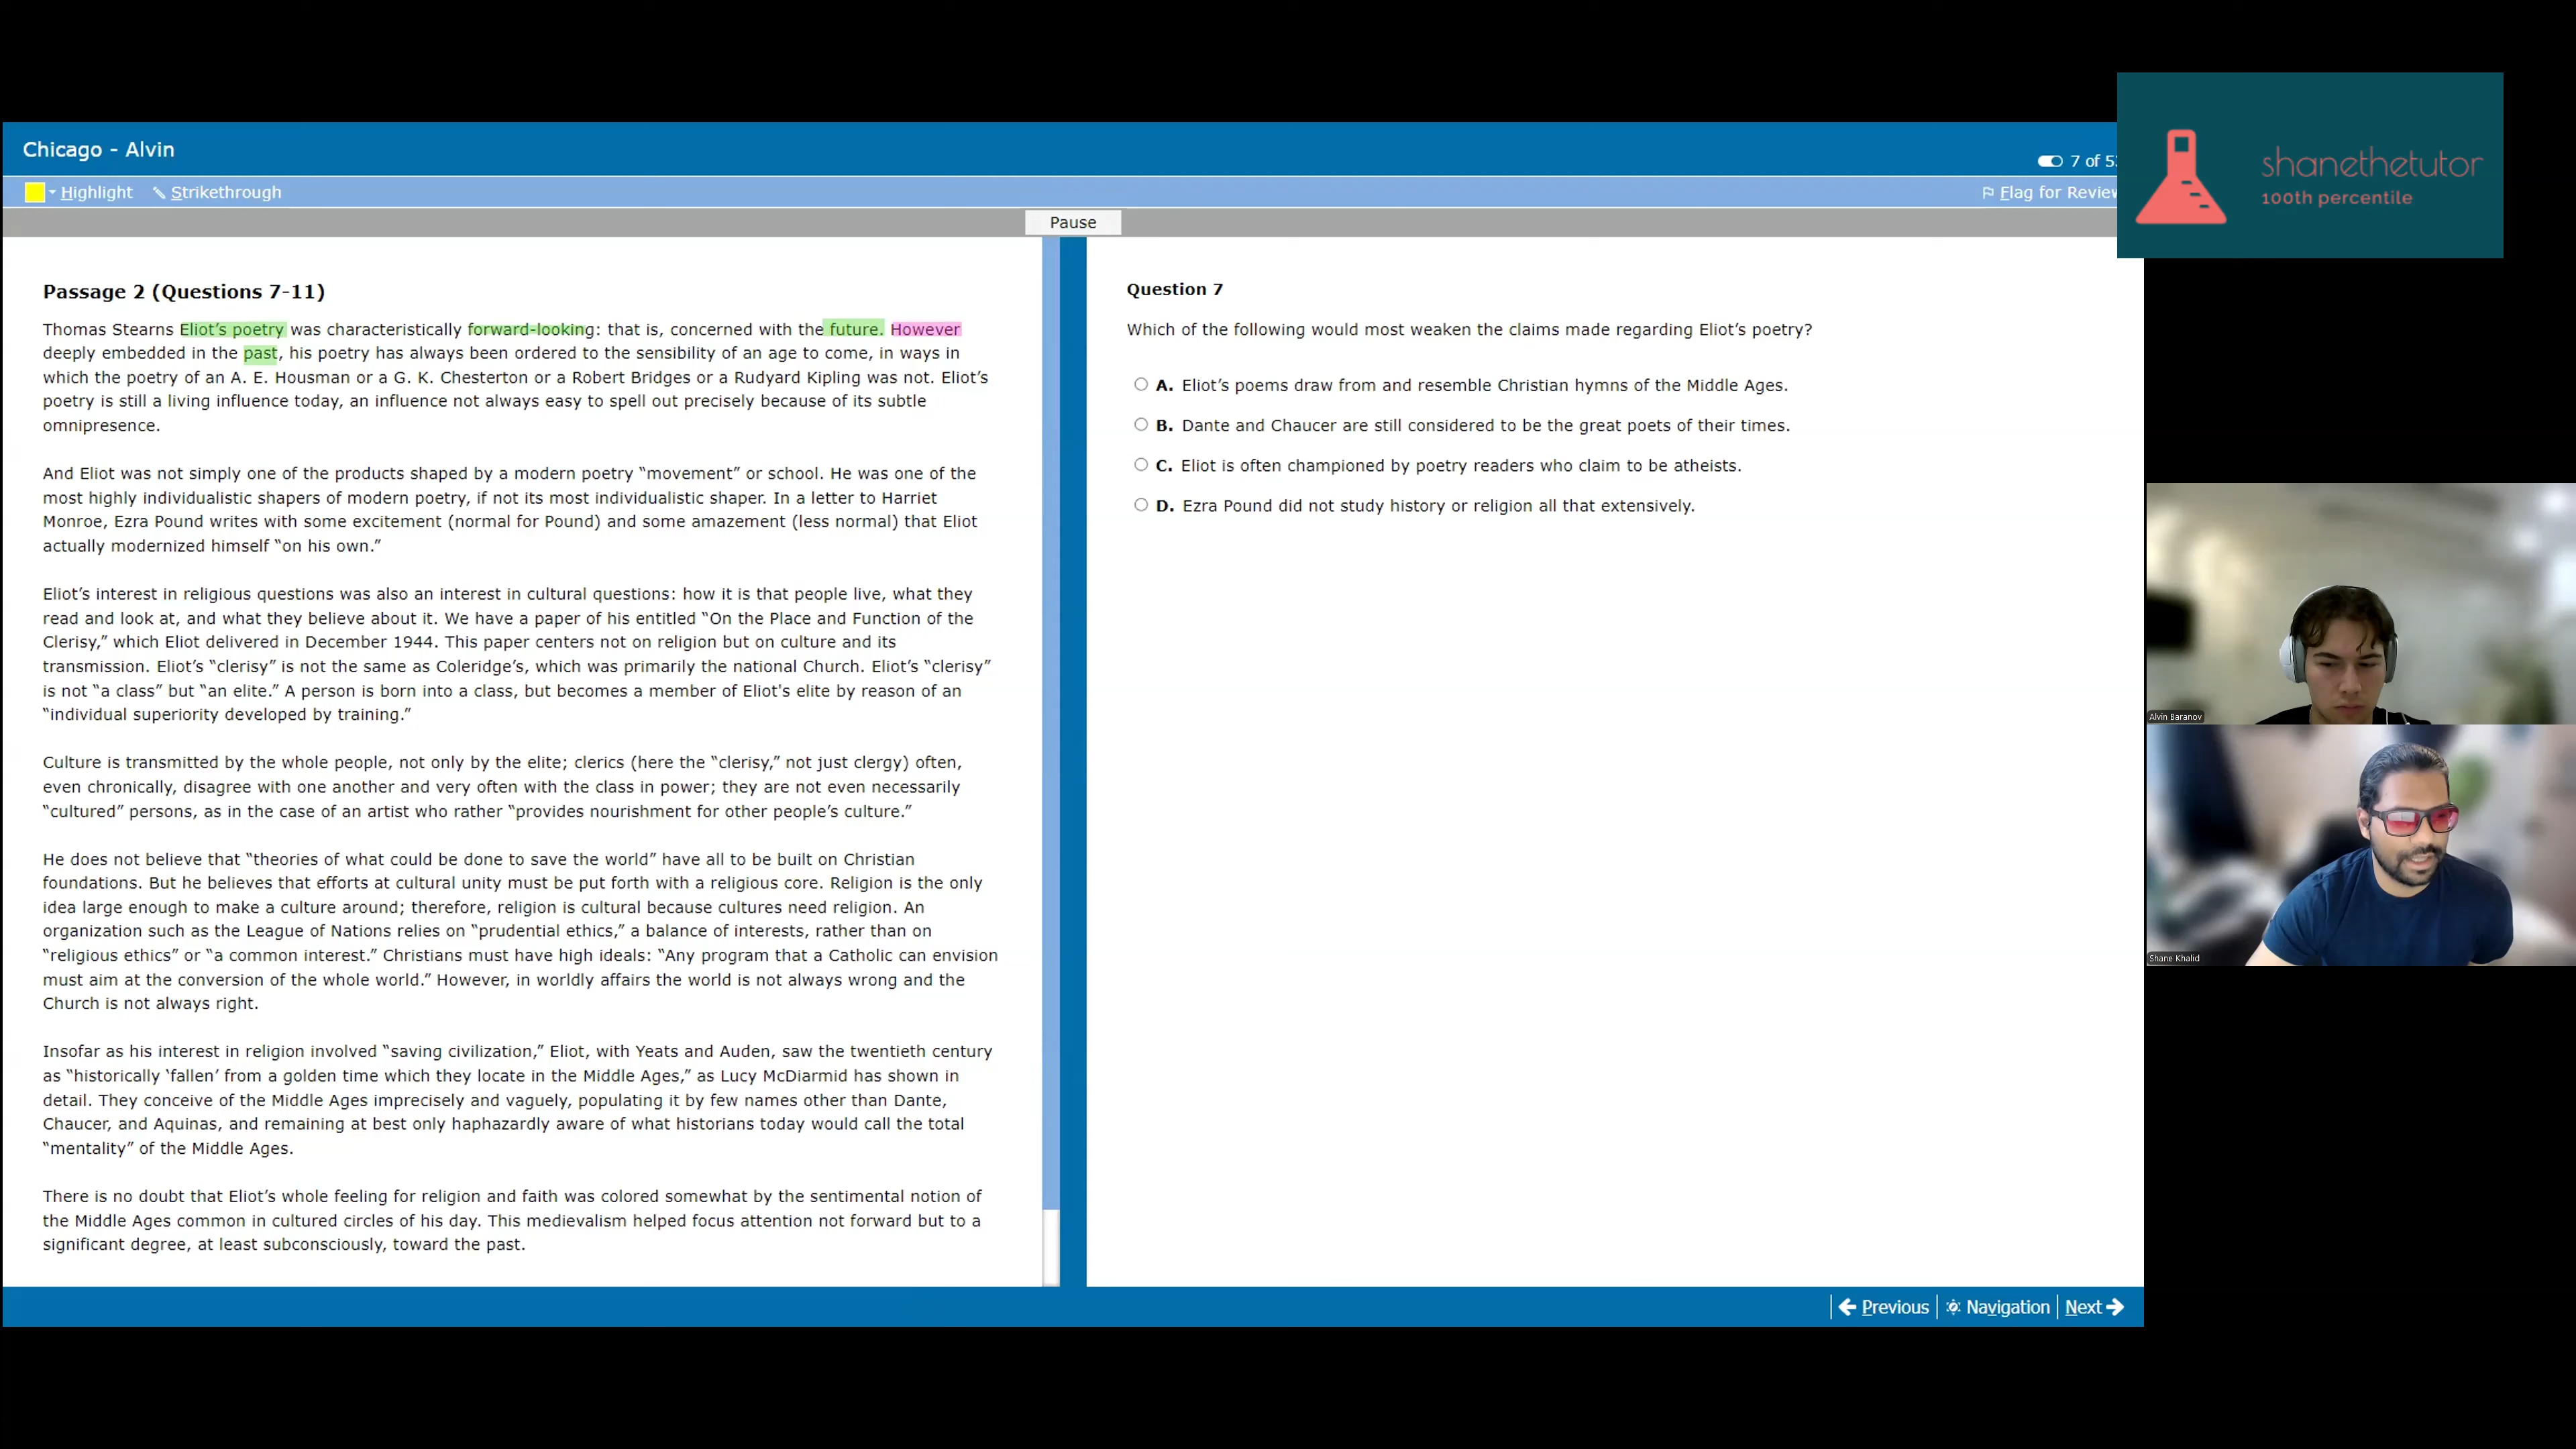 Chicago - Alvin
7 of 5
Highlight Strikethrough
Flag for Review
shanethetutor
100th percentile
Pause
Passage 2 (Questions 7-11)
Thomas Stearns Eliot’s poetry was characteristically forward-looking: that is, concerned with the future. However
deeply embedded in the past, his poetry has always been ordered to the sensibility of an age to come, in ways in
which the poetry of an A. E. Housman or a G. K. Chesterton or a Robert Bridges or a Rudyard Kipling was not. Eliot’s
poetry is still a living influence today, an influence not always easy to spell out precisely because of its subtle
omnipresence.
And Eliot was not simply one of the products shaped by a modern poetry “movement” or school. He was one of the
most highly individualistic shapers of modern poetry, if not its most individualistic shaper. In a letter to Harriet
Monroe, Ezra Pound writes with some excitement (normal for Pound) and some amazement (less normal) that Eliot
actually modernized himself “on his own.”
Eliot’s interest in religious questions was also an interest in cultural questions: how it is that people live, what they
read and look at, and what they believe about it. We have a paper of his entitled “On the Place and Function of the
Clerisy,” which Eliot delivered in December 1944. This paper centers not on religion but on culture and its
transmission. Eliot’s “clerisy” is not the same as Coleridge’s, which was primarily the national Church. Eliot’s “clerisy”
is not “a class” but “an elite.” A person is born into a class, but becomes a member of Eliot's elite by reason of an
“individual superiority developed by training.”
Culture is transmitted by the whole people, not only by the elite; clerics (here the “clerisy,” not just clergy) often,
even chronically, disagree with one another and very often with the class in power; they are not even necessarily
“cultured” persons, as in the case of an artist who rather “provides nourishment for other people’s culture.”
He does not believe that “theories of what could be done to save the world” have all to be built on Christian
foundations. But he believes that efforts at cultural unity must be put forth with a religious core. Religion is the only
idea large enough to make a culture around; therefore, religion is cultural because cultures need religion. An
organization such as the League of Nations relies on “prudential ethics,” a balance of interests, rather than on
“religious ethics” or “a common interest.” Christians must have high ideals: “Any program that a Catholic can envision
must aim at the conversion of the whole world.” However, in worldly affairs the world is not always wrong and the
Church is not always right.
Insofar as his interest in religion involved “saving civilization,” Eliot, with Yeats and Auden, saw the twentieth century
as “historically ‘fallen’ from a golden time which they locate in the Middle Ages,” as Lucy McDiarmid has shown in
detail. They conceive of the Middle Ages imprecisely and vaguely, populating it by few names other than Dante,
Chaucer, and Aquinas, and remaining at best only haphazardly aware of what historians today would call the total
“mentality” of the Middle Ages.
There is no doubt that Eliot’s whole feeling for religion and faith was colored somewhat by the sentimental notion of
the Middle Ages common in cultured circles of his day. This medievalism helped focus attention not forward but to a
significant degree, at least subconsciously, toward the past.
Question 7
Which of the following would most weaken the claims made regarding Eliot’s poetry?
A. Eliot’s poems draw from and resemble Christian hymns of the Middle Ages.
B. Dante and Chaucer are still considered to be the great poets of their times.
C. Eliot is often championed by poetry readers who claim to be atheists.
D. Ezra Pound did not study history or religion all that extensively.
Alvin Baranov
Shane Khalid
Previous Navigation Next